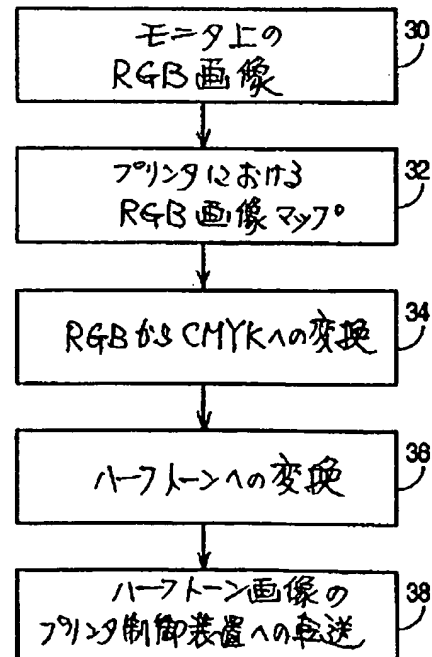 モニタ上の
RGB画像
30
プリンタにおける
RGB画像マップ
32
RGBからCMYKへの変換
34
ハーフトーンへの変換
36
ハーフトーン画像の
プリンタ制御装置への転送
38